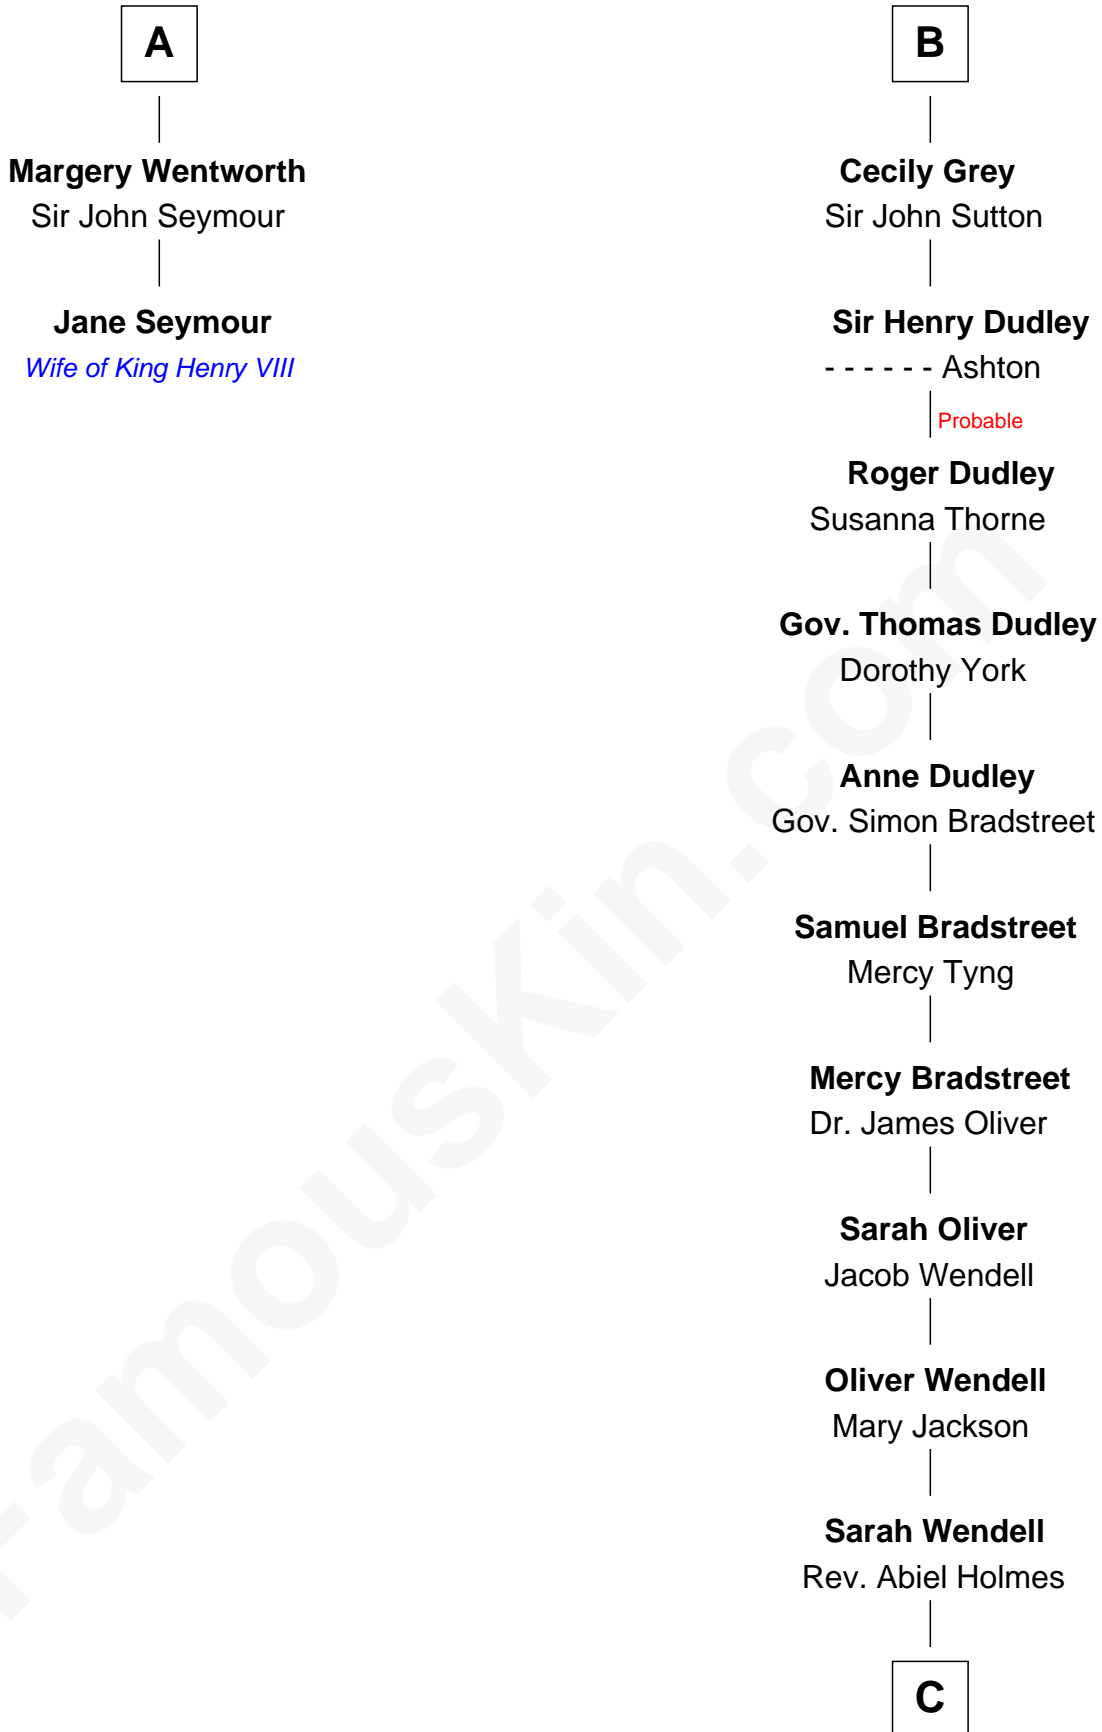 A
Margery Wentworth
Sir John Seymour
Jane Seymour
Wife of King Henry VIII
B
Cecily Grey
Sir John Sutton
Sir Henry Dudley
- - - - - - Ashton
Probable
Roger Dudley
Susanna Thorne
Gov. Thomas Dudley
Dorothy York
Anne Dudley
Gov. Simon Bradstreet
Samuel Bradstreet
Mercy Tyng
Mercy Bradstreet
Dr. James Oliver
Sarah Oliver
Jacob Wendell
Oliver Wendell
Mary Jackson
Sarah Wendell
Rev. Abiel Holmes
C
FamousKin.com